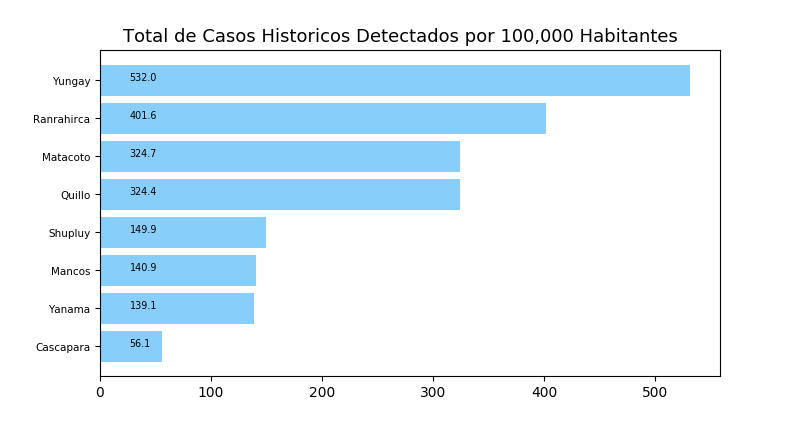 Total de Casos Historicos Detectados por 100,000 Habitantes
Yungay 532.0
Ranrahirca 401.6
Matacoto 324.7
Quillo 324.4
Shupluy 149.9
Mancos 140.9
Yanama 139.1
Cascapara 56.1
0 100 200 300 400 500